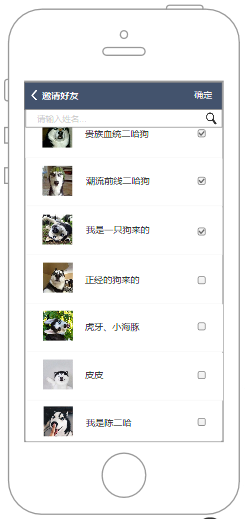 邀请好友 确定
请输入姓名...
贵族血统二哈狗
潮流前线二哈狗
我是一只狗来的
正经的狗来的
虎牙、小海豚
皮皮
我是陈二哈